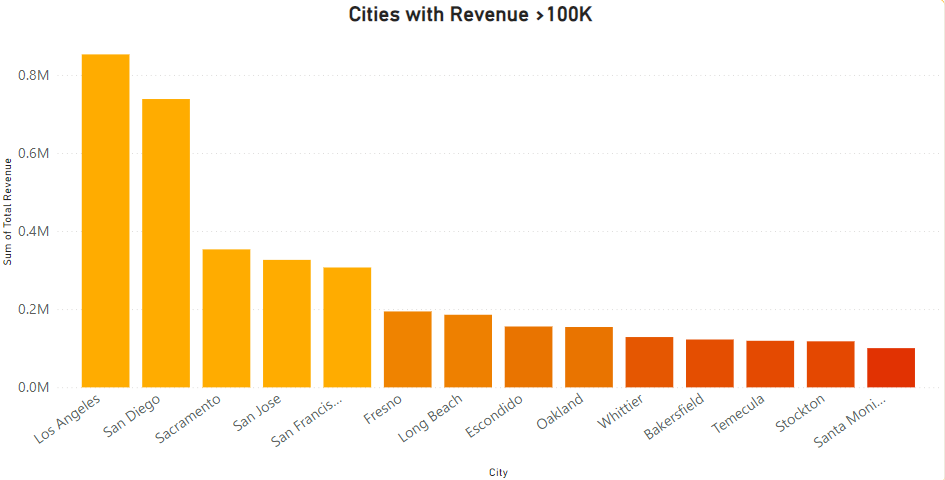 Cities with Revenue >100K
Sum of Total Revenue
0.8M
0.6M
0.4M
0.2M
0.0M
Los Angeles
San Diego
Sacramento
San Jose
San Francis...
Fresno
Long Beach
Escondido
Oakland
Whittier
Bakersfield
Temecula
Stockton
Santa Moni...
City